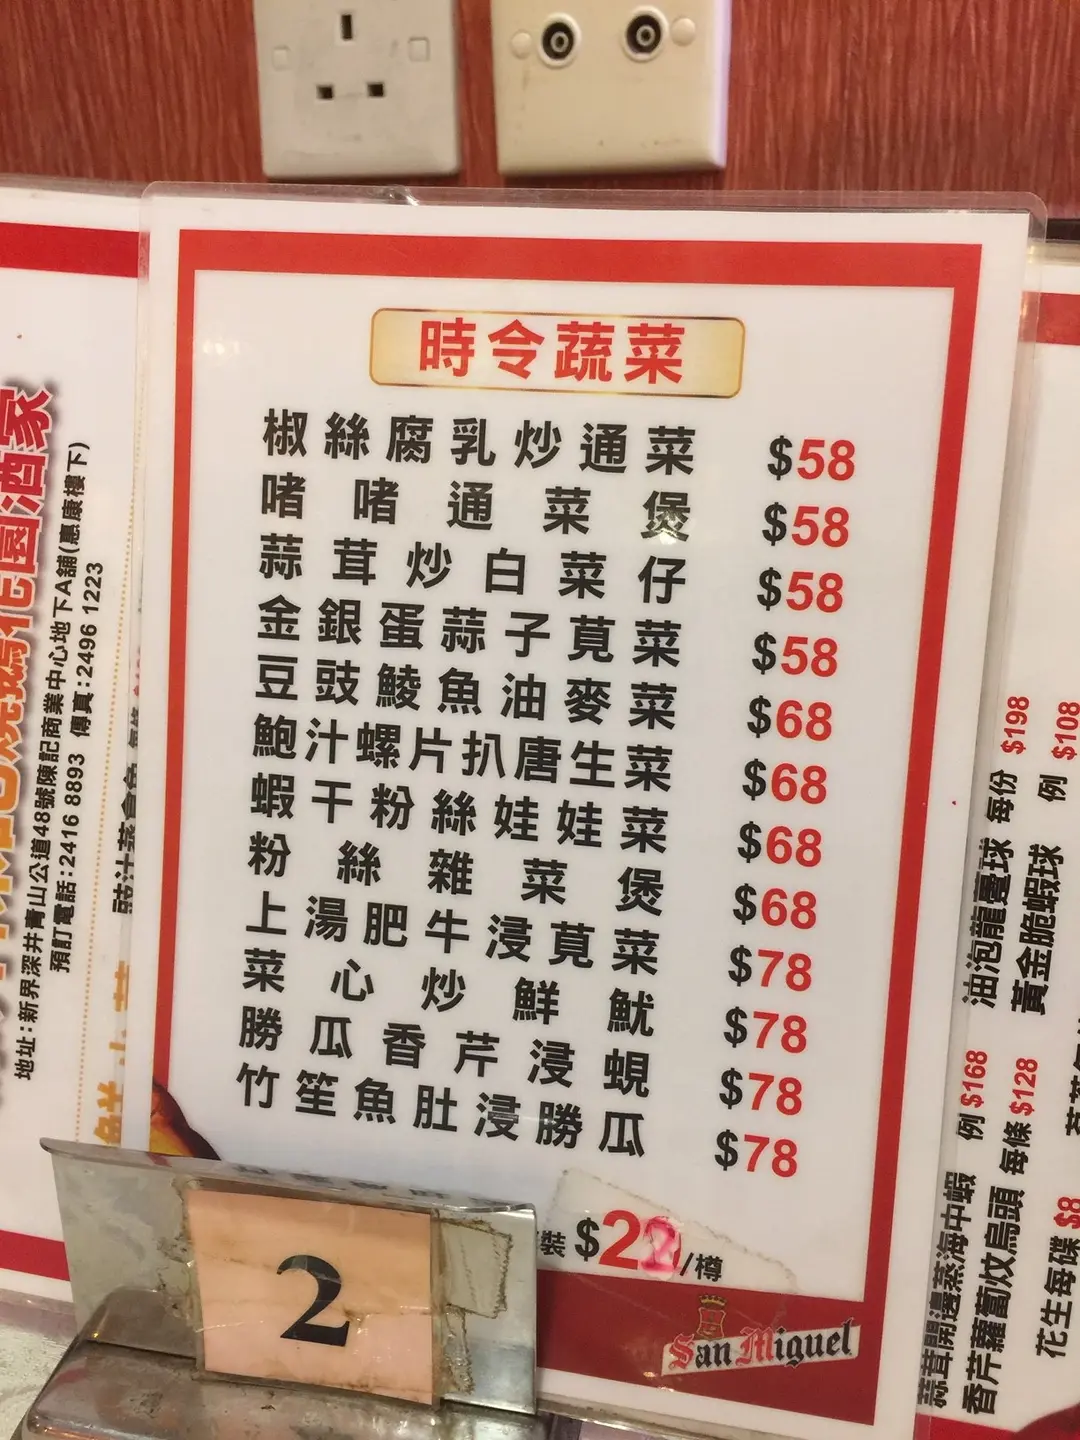 時令蔬菜
椒絲腐乳炒通菜 $58
啫啫通菜煲 $58
蒜茸炒白菜仔 $58
金銀蛋蒜子莧菜 $58
豆豉鯪魚油麥菜 $68
鮑汁螺片扒唐生菜 $68
蝦干粉絲娃娃菜 $68
粉絲雜菜煲 $68
上湯肥牛浸莧菜 $78
菜心炒鮮魷 $78
勝瓜香芹浸蜆 $78
竹笙魚肚浸勝瓜 $78
裝 $22/樽
San Miguel
2
花園酒家
地址:新界深井青山公道48號陳記商業中心地下A舖(惠康樓下)
預訂電話:2416 8893 傳真:2496 1223
油泡龍躉球 每份 $198
黃金脆蝦球 例 $108
蒜茸開邊蒸海中蝦 例 $168
香芹蘿蔔炆烏頭 每條 $128
花生每碟 $8